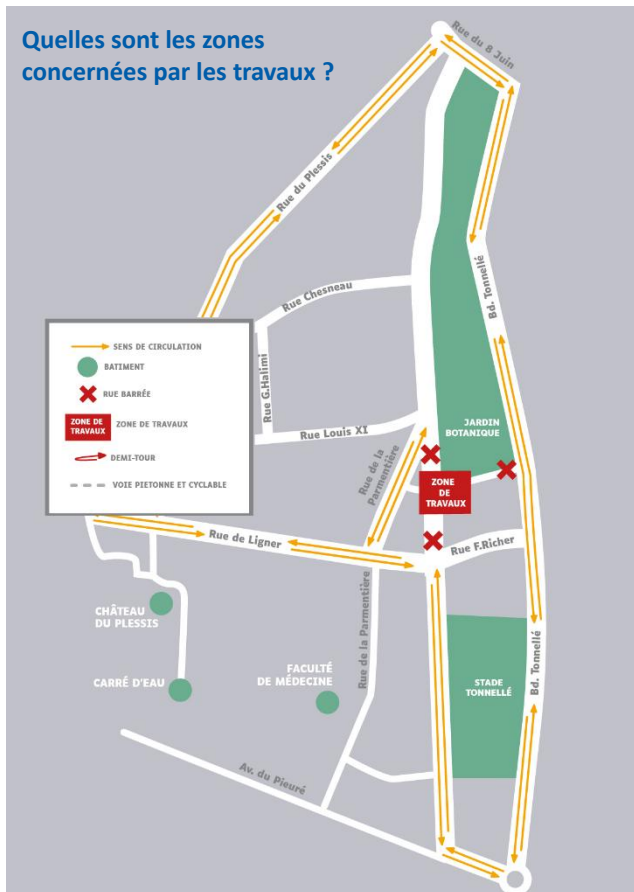 Quelles sont les zones
concernées par les travaux ?
Rue du 8 Juin
Rue du Plessis
Bd. Tonnellé
Rue Chesneau
Rue G.Halimi
SENS DE CIRCULATION
BATIMENT
RUE BARRÉE
ZONE DE
TRAVAUX
ZONE DE TRAVAUX
DEMI-TOUR
VOIE PIETONNE ET CYCLABLE
JARDIN
BOTANIQUE
Rue Louis XI
Rue de la
Parmentière
ZONE
DE
TRAVAUX
Rue de Ligner
Rue F.Richer
CHÂTEAU
DU PLESSIS
Rue de la Parmentière
CARRÉ D'EAU
FACULTÉ
DE MÉDECINE
STADE
TONNELLÉ
Bd. Tonnellé
Av. du Pieuré